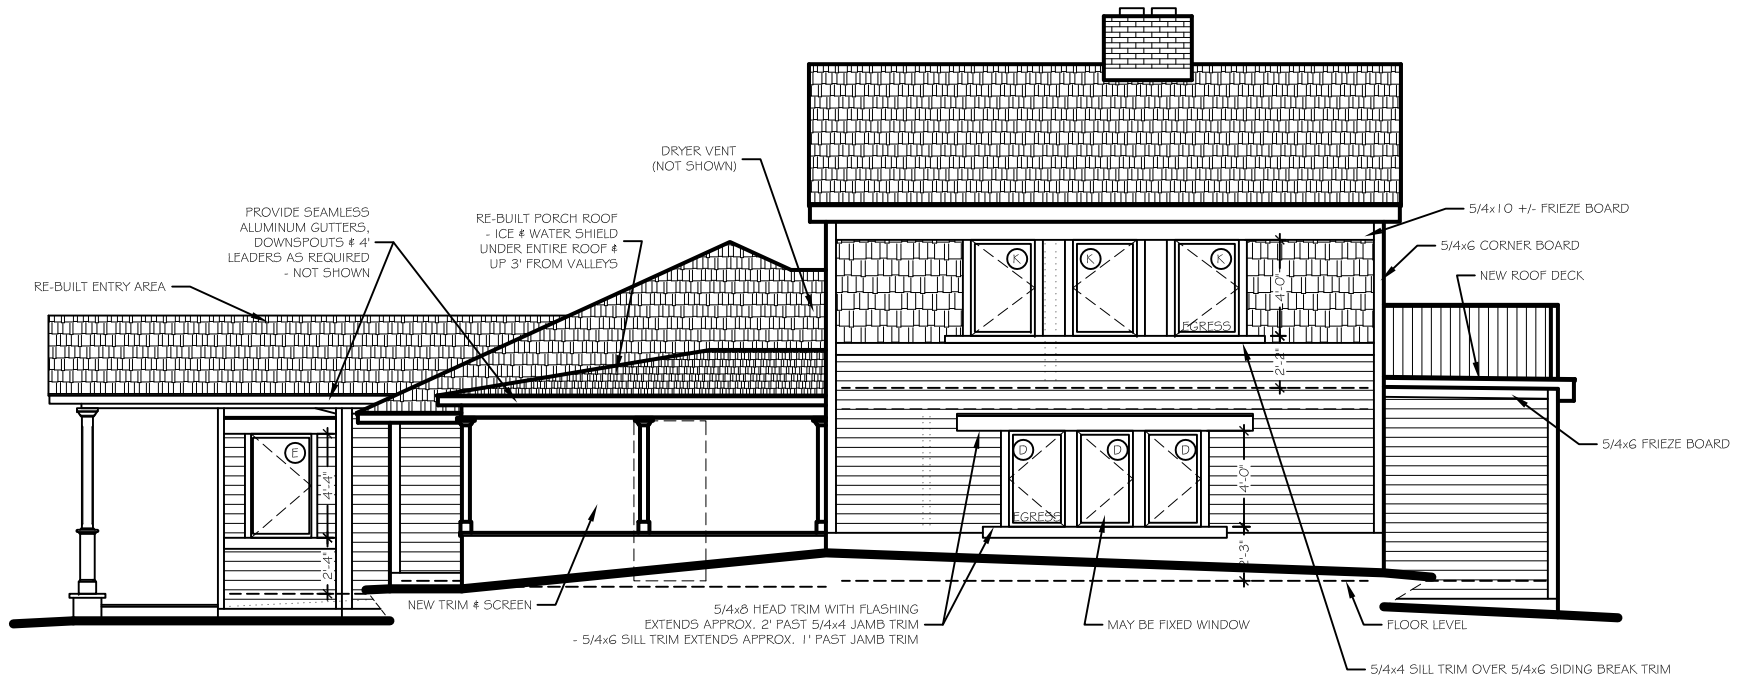 DRYER VENT
(NOT SHOWN)
PROVIDE SEAMLESS
ALUMINUM GUTTERS,
DOWNSPOUTS & 4'
LEADERS AS REQUIRED
- NOT SHOWN
RE-BUILT PORCH ROOF
- ICE & WATER SHIELD
UNDER ENTIRE ROOF &
UP 3' FROM VALLEYS
RE-BUILT ENTRY AREA
5/4x10 +/- FRIEZE BOARD
5/4x6 CORNER BOARD
NEW ROOF DECK
K
K
K
4'-0"
EGRESS
2'-2"
5/4x6 FRIEZE BOARD
E
4'-4"
2'-4"
D
D
D
4'-0"
EGRESS
2'-3"
NEW TRIM & SCREEN
5/4x8 HEAD TRIM WITH FLASHING
EXTENDS APPROX. 2' PAST 5/4x4 JAMB TRIM
- 5/4x6 SILL TRIM EXTENDS APPROX. 1' PAST JAMB TRIM
MAY BE FIXED WINDOW
FLOOR LEVEL
5/4x4 SILL TRIM OVER 5/4x6 SIDING BREAK TRIM